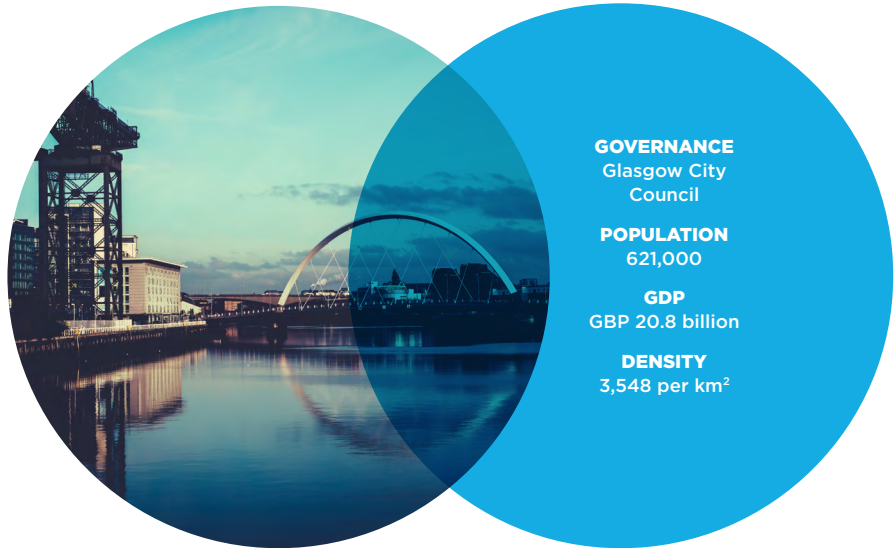 GOVERNANCE
Glasgow City
Council
POPULATION
621,000
GDP
GBP 20.8 billion
DENSITY
3,548 per km²